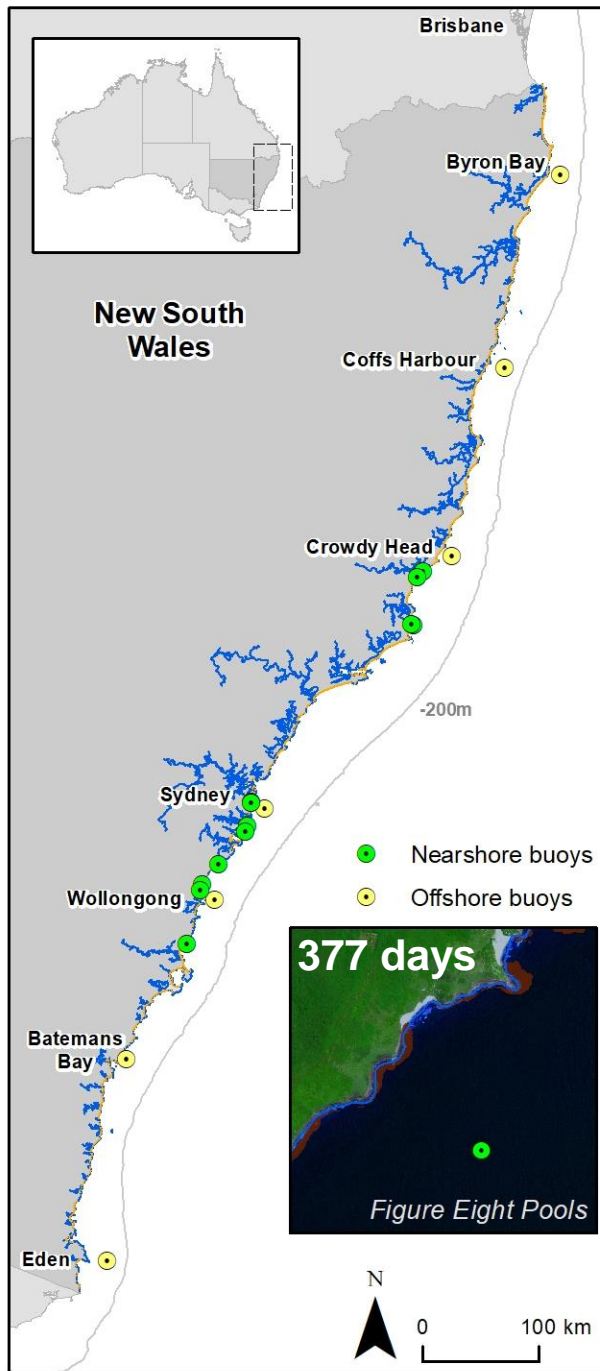 Brisbane
Byron Bay
New South
Wales
Coffs Harbour
Crowdy Head
-200m
Sydney
Nearshore buoys
Wollongong
Offshore buoys
377 days
Batemans
Bay
Figure Eight Pools
Eden
N
0 100 km